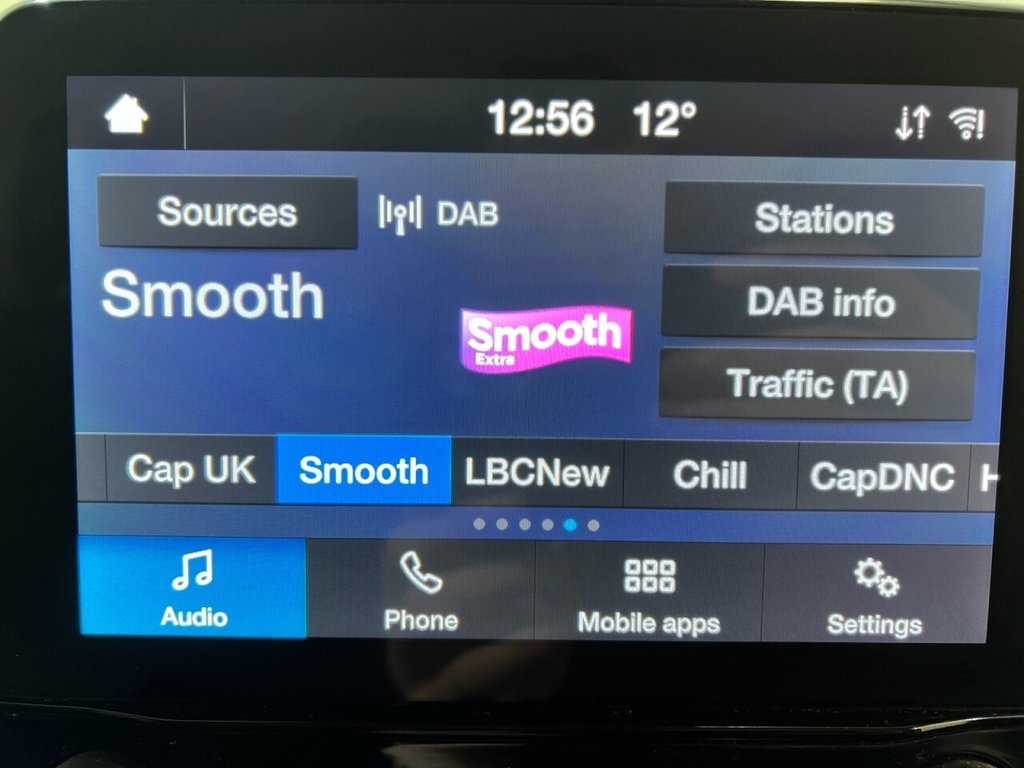 12:56 12°
Sources
DAB
Stations
Smooth
Smooth
Extra
DAB info
Traffic (TA)
Cap UK
Smooth
LBCNew
Chill
CapDNC
H
Audio
Phone
Mobile apps
Settings